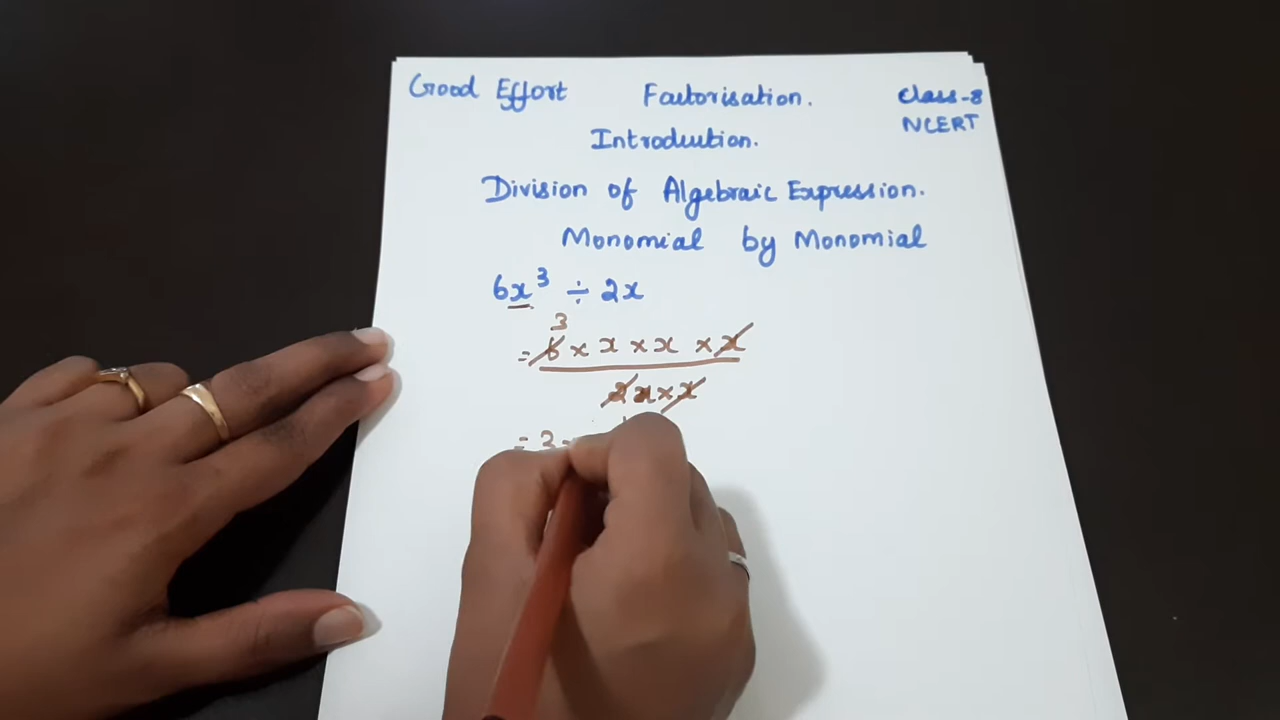 Good Effort Factorisation. Class-8
Introduction. NCERT
Division of Algebraic Expression.
Monomial by Monomial
6x³ ÷ 2x
3
= 6 × x × x × x
2 × x
= 3